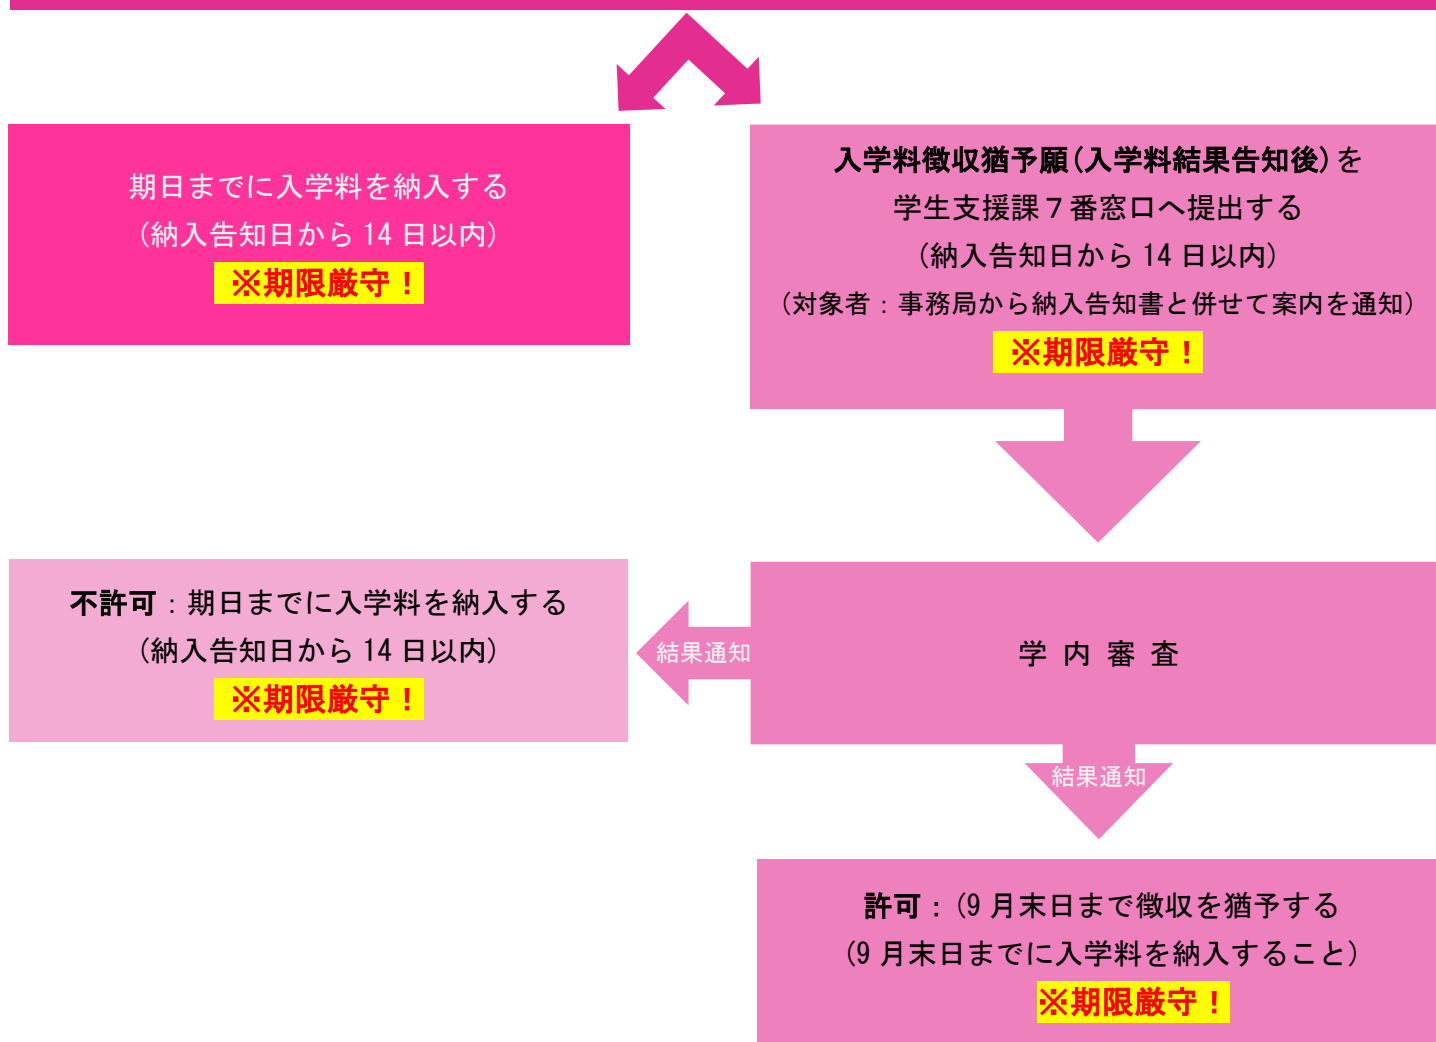 期日までに入学料を納入する
(納入告知日から 14 日以内)
※期限厳守！
入学料徴収猶予願(入学料結果告知後)を
学生支援課７番窓口へ提出する
(納入告知日から 14 日以内)
(対象者：事務局から納入告知書と併せて案内を通知)
※期限厳守！
不許可：期日までに入学料を納入する
(納入告知日から 14 日以内)
※期限厳守！
結果通知
学 内 審 査
結果通知
許可：(9 月末日まで徴収を猶予する
(9 月末日までに入学料を納入すること)
※期限厳守！